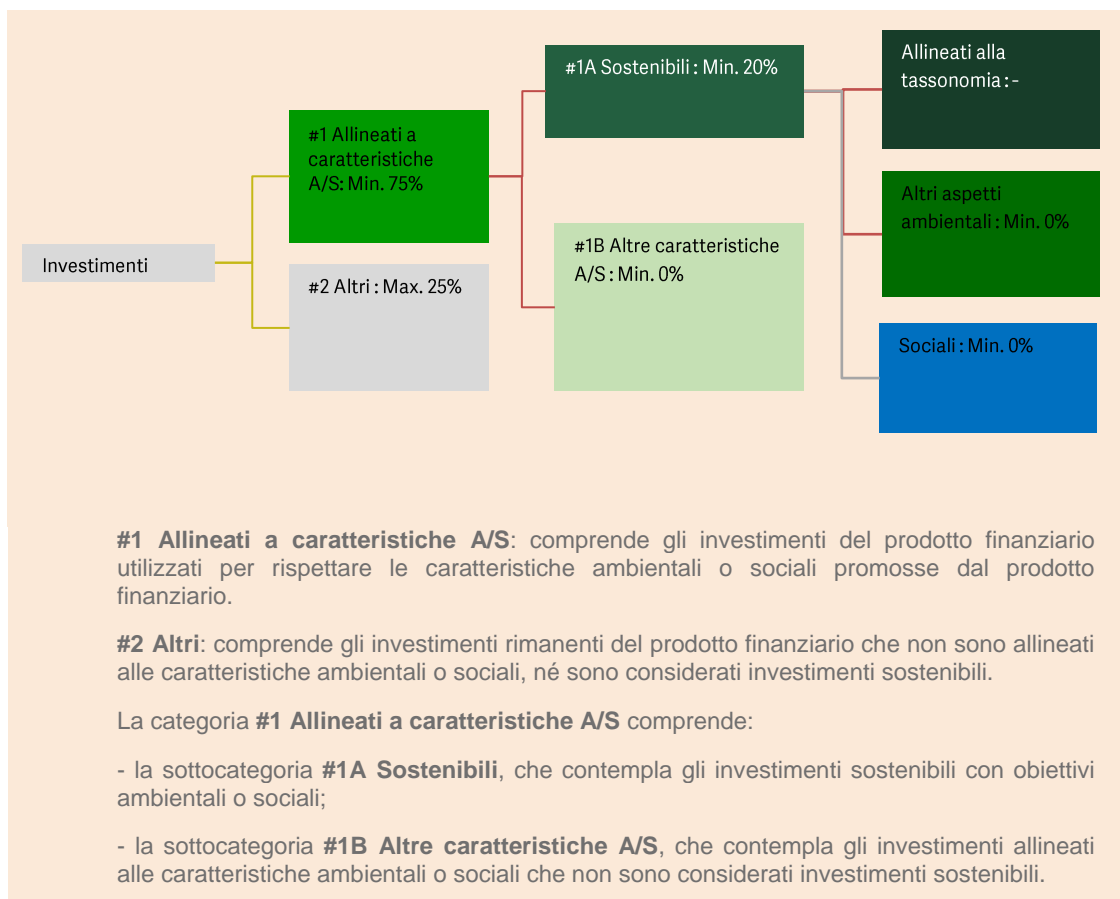 Investimenti
#1 Allineati a
caratteristiche
A/S: Min. 75%
#2 Altri : Max. 25%
#1A Sostenibili : Min. 20%
#1B Altre caratteristiche
A/S : Min. 0%
Allineati alla
tassonomia : -
Altri aspetti
ambientali : Min. 0%
Sociali : Min. 0%
#1 Allineati a caratteristiche A/S: comprende gli investimenti del prodotto finanziario
utilizzati per rispettare le caratteristiche ambientali o sociali promosse dal prodotto
finanziario.
#2 Altri: comprende gli investimenti rimanenti del prodotto finanziario che non sono allineati
alle caratteristiche ambientali o sociali, né sono considerati investimenti sostenibili.
La categoria #1 Allineati a caratteristiche A/S comprende:
- la sottocategoria #1A Sostenibili, che contempla gli investimenti sostenibili con obiettivi
ambientali o sociali;
- la sottocategoria #1B Altre caratteristiche A/S, che contempla gli investimenti allineati
alle caratteristiche ambientali o sociali che non sono considerati investimenti sostenibili.